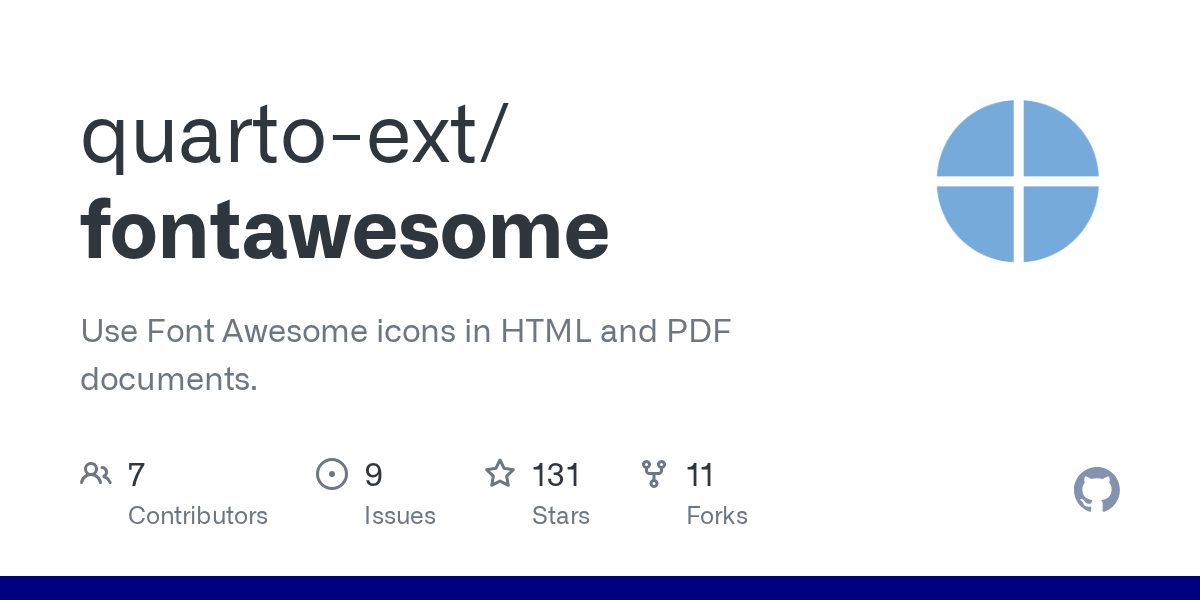 quarto-ext/
fontawesome
Use Font Awesome icons in HTML and PDF
documents.
7 9 131 11
Contributors Issues Stars Forks